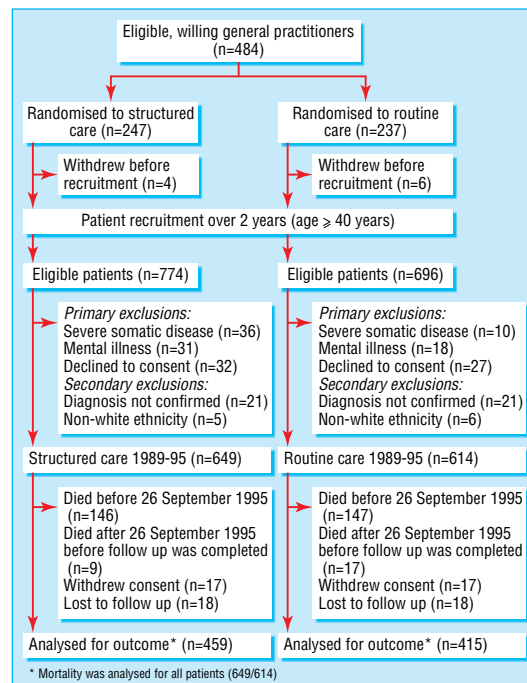 Eligible, willing general practitioners
(n=484)
Randomised to structured
care (n=247)
Randomised to routine
care (n=237)
Withdrew before
recruitment (n=4)
Withdrew before
recruitment (n=6)
Patient recruitment over 2 years (age ⩾ 40 years)
Eligible patients (n=774)
Eligible patients (n=696)
Primary exclusions:
Severe somatic disease (n=36)
Mental illness (n=31)
Declined to consent (n=32)
Secondary exclusions:
Diagnosis not confirmed (n=21)
Non-white ethnicity (n=5)
Primary exclusions:
Severe somatic disease (n=10)
Mental illness (n=18)
Declined to consent (n=27)
Secondary exclusions:
Diagnosis not confirmed (n=21)
Non-white ethnicity (n=6)
Structured care 1989-95 (n=649)
Routine care 1989-95 (n=614)
Died before 26 September 1995
(n=146)
Died after 26 September 1995
before follow up was completed
(n=9)
Withdrew consent (n=17)
Lost to follow up (n=18)
Died before 26 September 1995
(n=147)
Died after 26 September 1995
before follow up was completed
(n=17)
Withdrew consent (n=17)
Lost to follow up (n=18)
Analysed for outcome* (n=459)
Analysed for outcome* (n=415)
* Mortality was analysed for all patients (649/614)